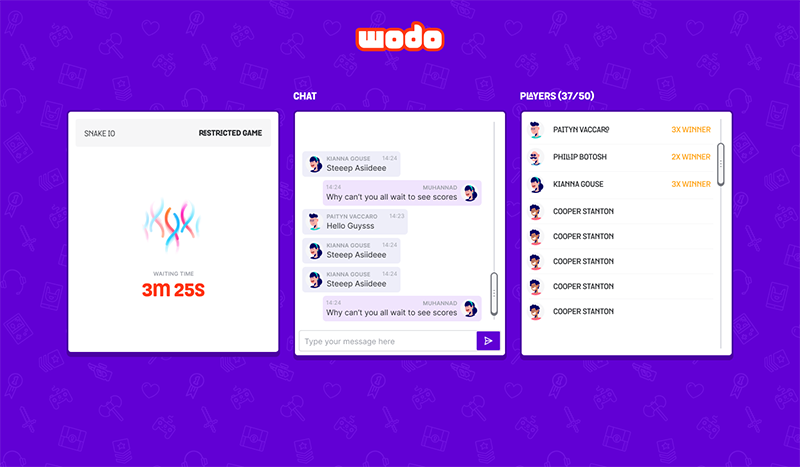 wodo
SNAKE IO
RESTRICTED GAME
WAITING TIME
3M 25S
CHAT
KIANNA GOUSE 14:24
Steeep Asiideee
14:24 MUHANNAD
Why can't you all wait to see scores
PAITYN VACCARO 14:23
Hello Guysss
KIANNA GOUSE 14:24
Steeep Asiideee
KIANNA GOUSE 14:24
Steeep Asiideee
14:24 MUHANNAD
Why can't you all wait to see scores
Type your message here
PLAYERS (37/50)
PAITYN VACCARO 3X WINNER
PHILLIP BOTOSH 2X WINNER
KIANNA GOUSE 3X WINNER
COOPER STANTON
COOPER STANTON
COOPER STANTON
COOPER STANTON
COOPER STANTON